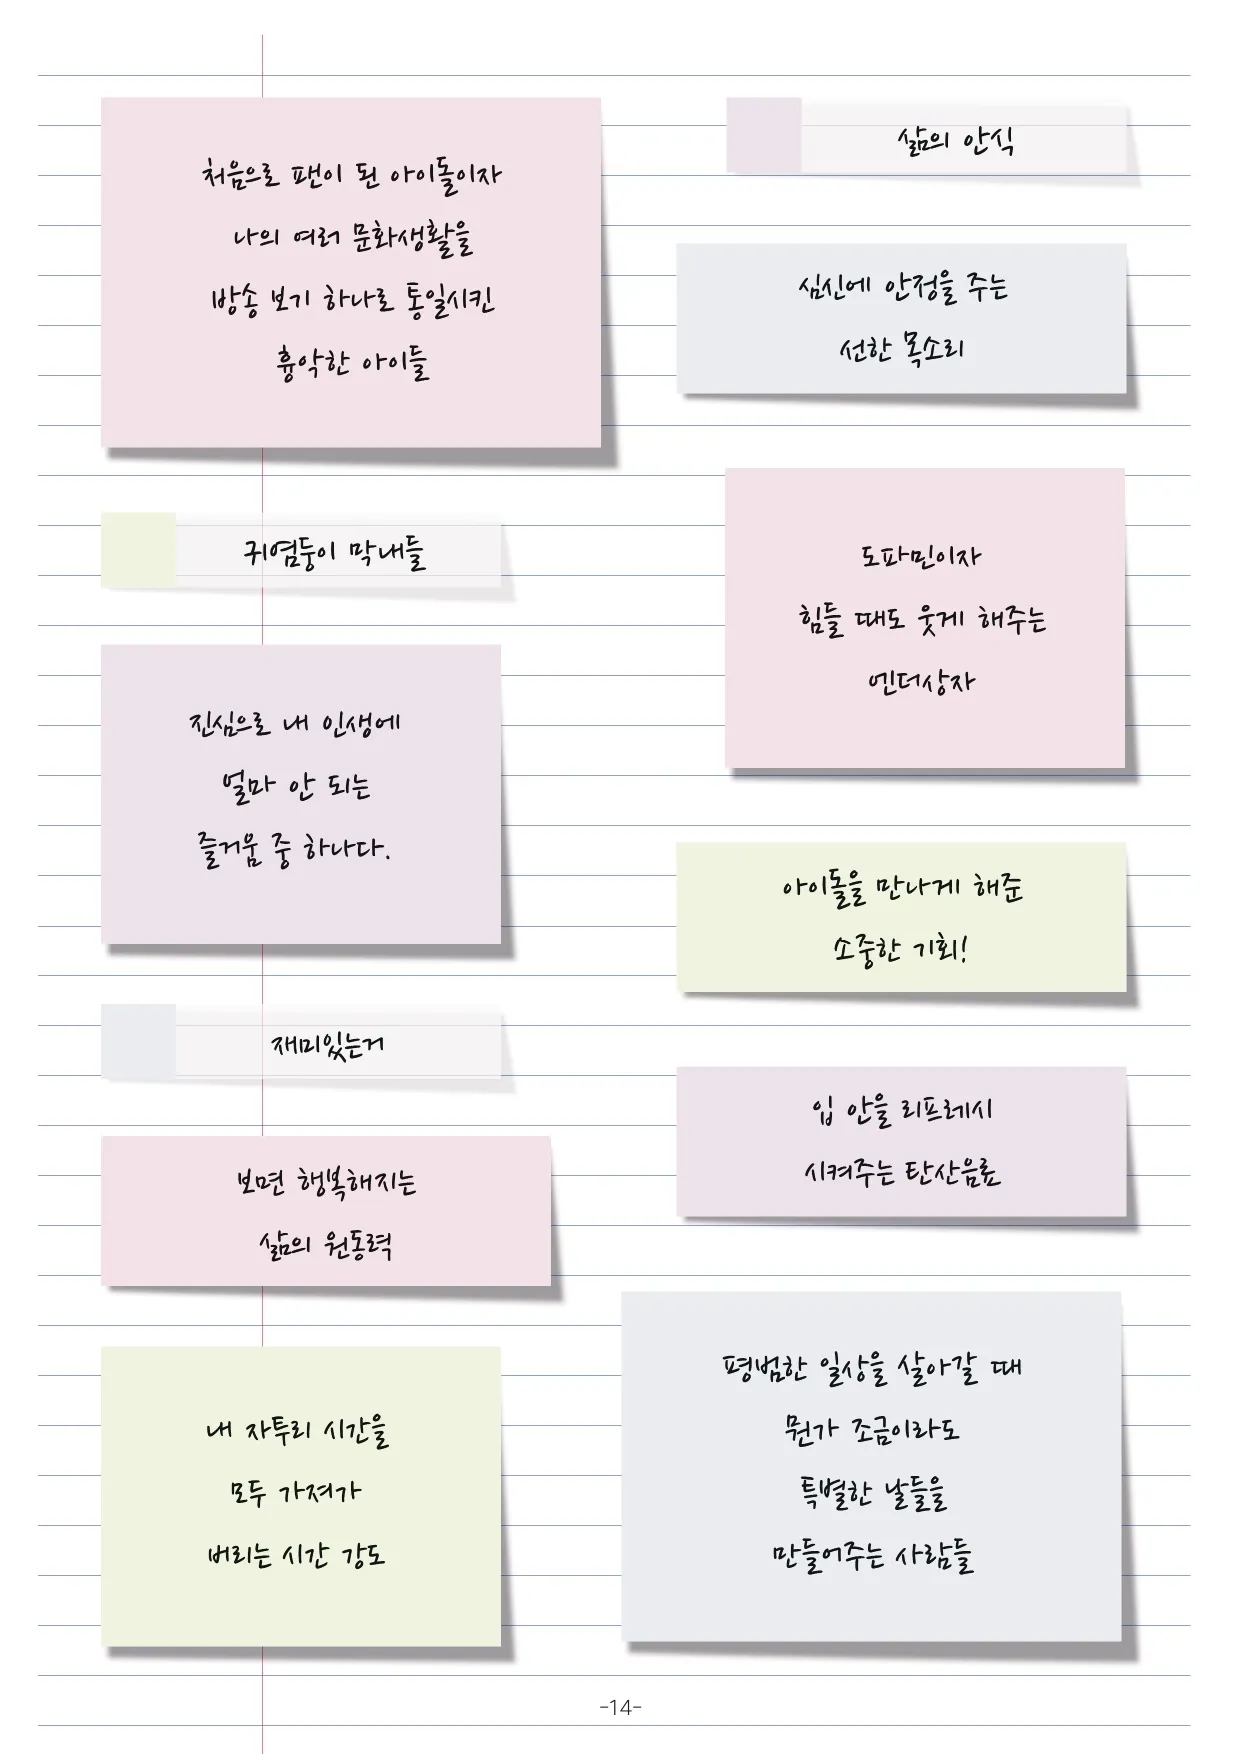 처음으로 팬이 된 아이돌이자
나의 여러 문화생활을
방송 보기 하나로 통일시킨
흉악한 아이들
귀염둥이 막내들
진심으로 내 인생에
얼마 안 되는
즐거움 중 하나다.
재미있는거
보면 행복해지는
삶의 원동력
내 자투리 시간을
모두 가져가
버리는 시간 강도
삶의 안식
심신에 안정을 주는
선한 목소리
도파민이자
힘들 때도 웃게 해주는
엔더상자
아이돌을 만나게 해준
소중한 기회!
입 안을 리프레시
시켜주는 탄산음료
평범한 일상을 살아갈 때
뭔가 조금이라도
특별한 날들을
만들어주는 사람들
-14-